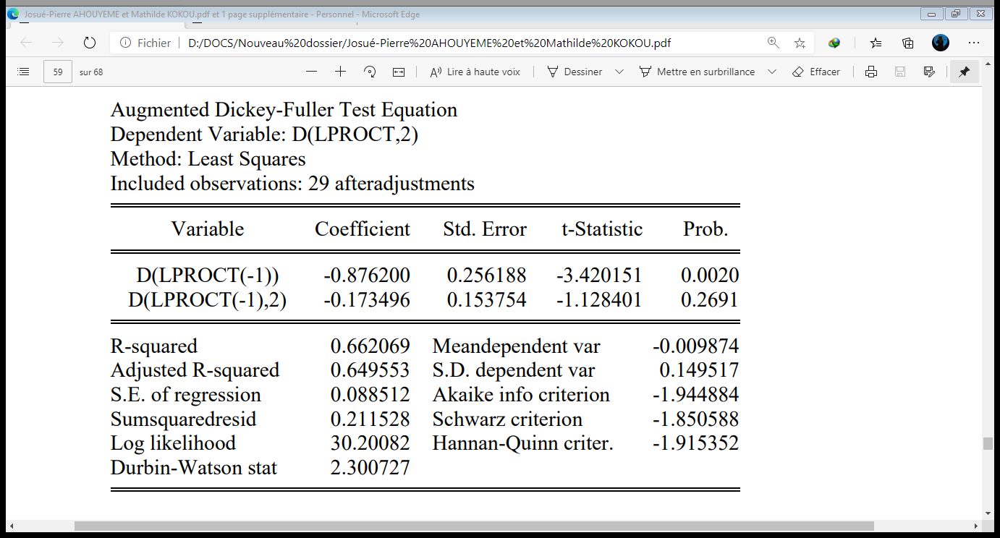 Josué-Pierre AHOUYEME et Mathilde KOKOU.pdf et 1 page supplémentaire - Personnel - Microsoft Edge
Fichier D:/DOCS/Nouveau%20dossier/Josué-Pierre%20AHOUYEME%20et%20Mathilde%20KOKOU.pdf
59 sur 68 Lire à haute voix Dessiner Mettre en surbrillance Effacer
Augmented Dickey-Fuller Test Equation
Dependent Variable: D(LPROCT,2)
Method: Least Squares
Included observations: 29 afteradjustments
Variable Coefficient Std. Error t-Statistic Prob.
D(LPROCT(-1)) -0.876200 0.256188 -3.420151 0.0020
D(LPROCT(-1),2) -0.173496 0.153754 -1.128401 0.2691
R-squared 0.662069 Meandependent var -0.009874
Adjusted R-squared 0.649553 S.D. dependent var 0.149517
S.E. of regression 0.088512 Akaike info criterion -1.944884
Sumsquaredresid 0.211528 Schwarz criterion -1.850588
Log likelihood 30.20082 Hannan-Quinn criter. -1.915352
Durbin-Watson stat 2.300727